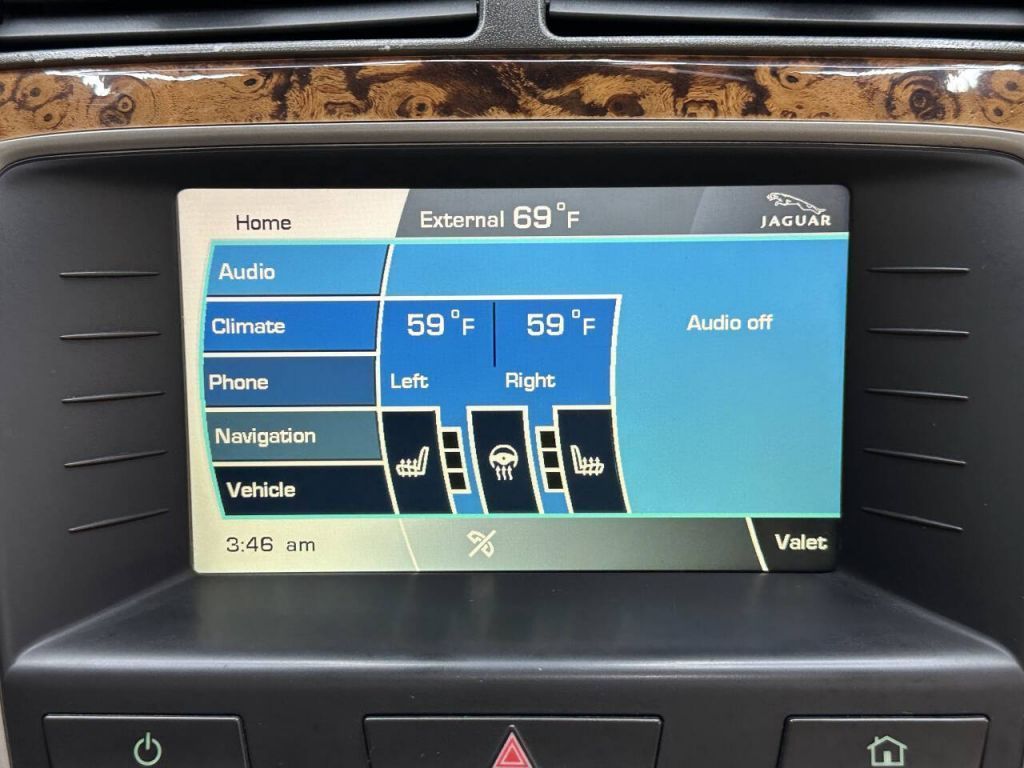 Home
External 69°F
JAGUAR
Audio
Climate
59°F
59°F
Audio off
Phone
Left
Right
Navigation
Vehicle
3:46 am
Valet